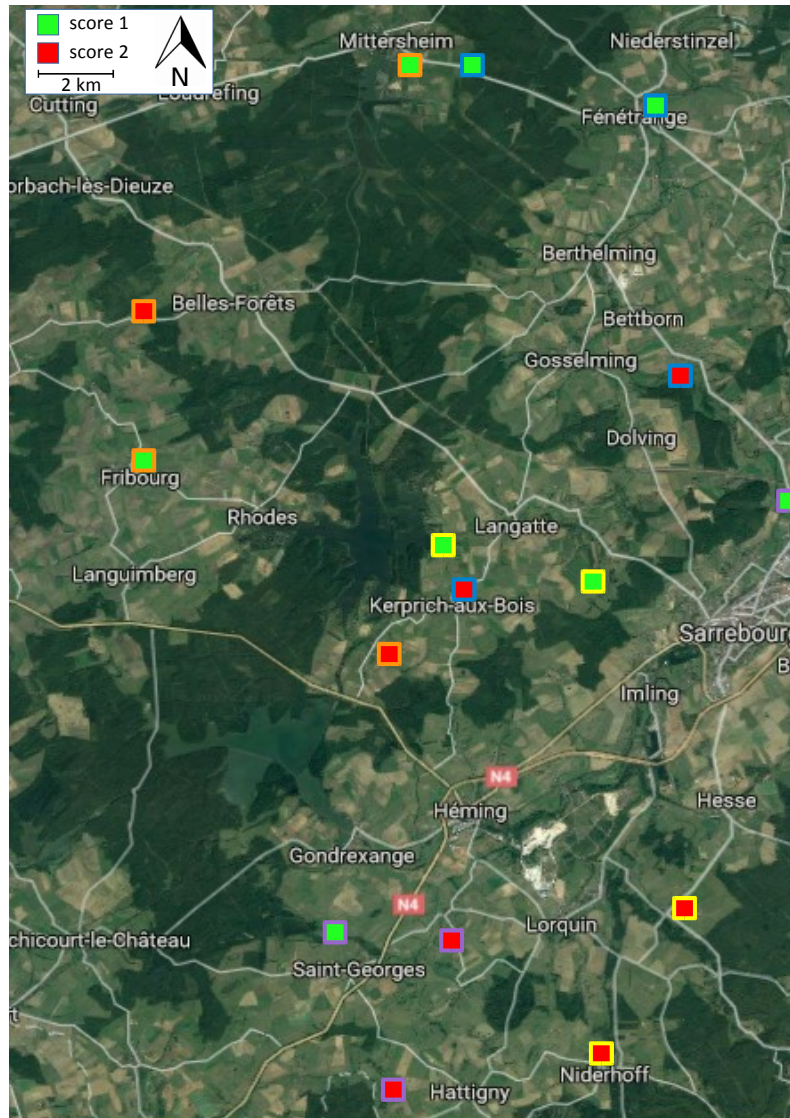 score 1
score 2
2 km
N
Mittersheim
Niederstinzel
Loudrefing
Cutting
Fénétrange
orbach-lès-Dieuze
Berthelming
Belles-Forêts
Bettborn
Gosselming
Dolving
Fribourg
Rhodes
Langatte
Languimberg
Kerprich-aux-Bois
Sarrebourg
B
Imling
N4
Hesse
Héming
Gondrexange
N4
Lorquin
chicourt-le-Château
Saint-Georges
rt
Niderhoff
Hattigny